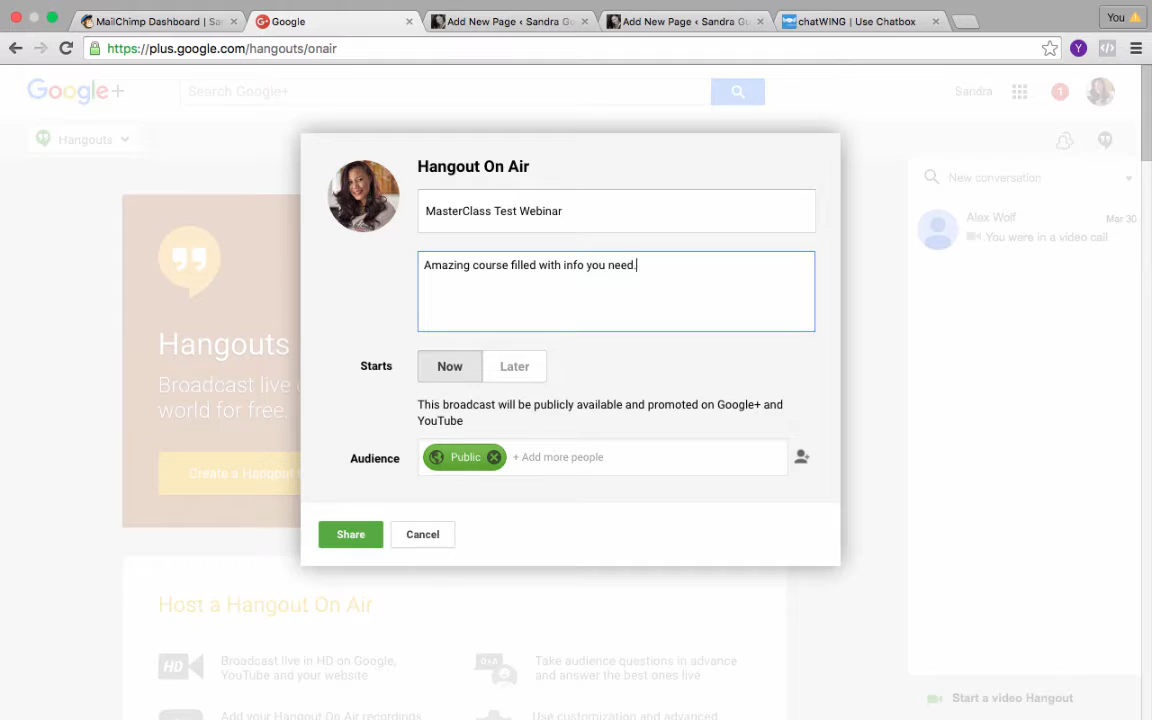 MailChimp Dashboard | Sa
Google
Add New Page ‹ Sandra Gu
Add New Page ‹ Sandra Gu
chatWING | Use Chatbox
You
https://plus.google.com/hangouts/onair
Y
Google+
Search Google+
Sandra
1
Hangouts
Hangout On Air
New conversation
MasterClass Test Webinar
Alex Wolf
Mar 30
You were in a video call
Amazing course filled with info you need.
Hangouts
Broadcast live
world for free.
Starts
Now
Later
This broadcast will be publicly available and promoted on Google+ and
YouTube
Audience
Public
+ Add more people
Create a Hangout
Share
Cancel
Host a Hangout On Air
HD
Broadcast live in HD on Google,
YouTube and your website
Q+A
Take audience questions in advance
and answer the best ones live
Start a video Hangout
Add your Hangout On Air recordings
Use customization and advanced